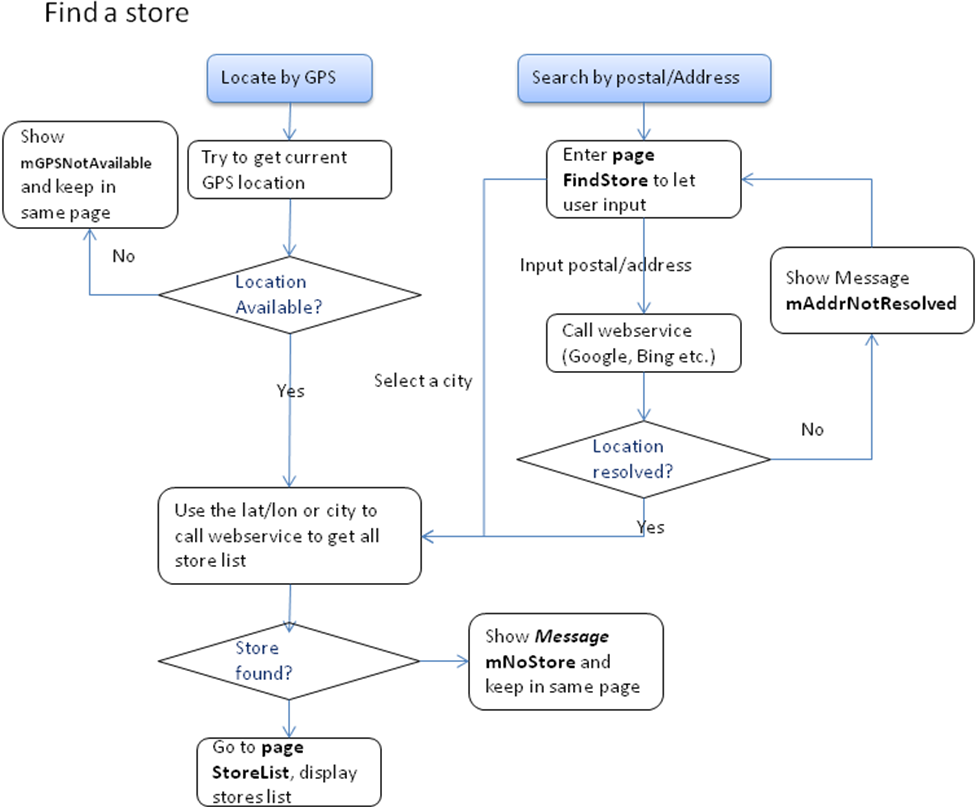 Find a store
Locate by GPS
Search by postal/Address
Show
mGPSNotAvailable
and keep in
same page
Try to get current
GPS location
Enter page
FindStore to let
user input
No
Location
Available?
Input postal/address
Show Message
mAddrNotResolved
Call webservice
(Google, Bing etc.)
Yes
Select a city
No
Location
resolved?
Use the lat/lon or city to
call webservice to get all
store list
Yes
Store
found?
Show Message
mNoStore and
keep in same page
Go to page
StoreList, display
stores list